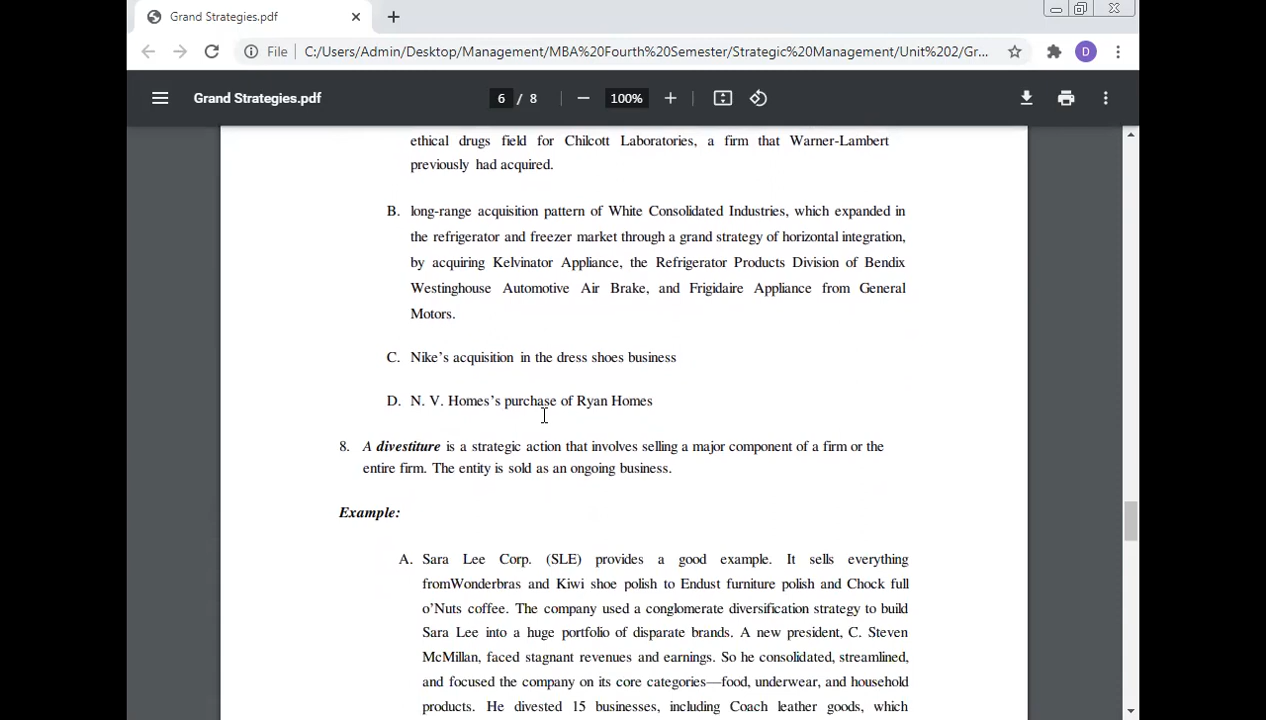 Grand Strategies.pdf
File C:/Users/Admin/Desktop/Management/MBA%20Fourth%20Semester/Strategic%20Management/Unit%202/Gr... D
Grand Strategies.pdf 6 / 8 100%
ethical drugs field for Chilcott Laboratories, a firm that Warner-Lambert
previously had acquired.
B. long-range acquisition pattern of White Consolidated Industries, which expanded in
the refrigerator and freezer market through a grand strategy of horizontal integration,
by acquiring Kelvinator Appliance, the Refrigerator Products Division of Bendix
Westinghouse Automotive Air Brake, and Frigidaire Appliance from General
Motors.
C. Nike’s acquisition in the dress shoes business
D. N. V. Homes’s purchase of Ryan Homes
8. A divestiture is a strategic action that involves selling a major component of a firm or the
entire firm. The entity is sold as an ongoing business.
Example:
A. Sara Lee Corp. (SLE) provides a good example. It sells everything
fromWonderbras and Kiwi shoe polish to Endust furniture polish and Chock full
o’Nuts coffee. The company used a conglomerate diversification strategy to build
Sara Lee into a huge portfolio of disparate brands. A new president, C. Steven
McMillan, faced stagnant revenues and earnings. So he consolidated, streamlined,
and focused the company on its core categories—food, underwear, and household
products. He divested 15 businesses, including Coach leather goods, which